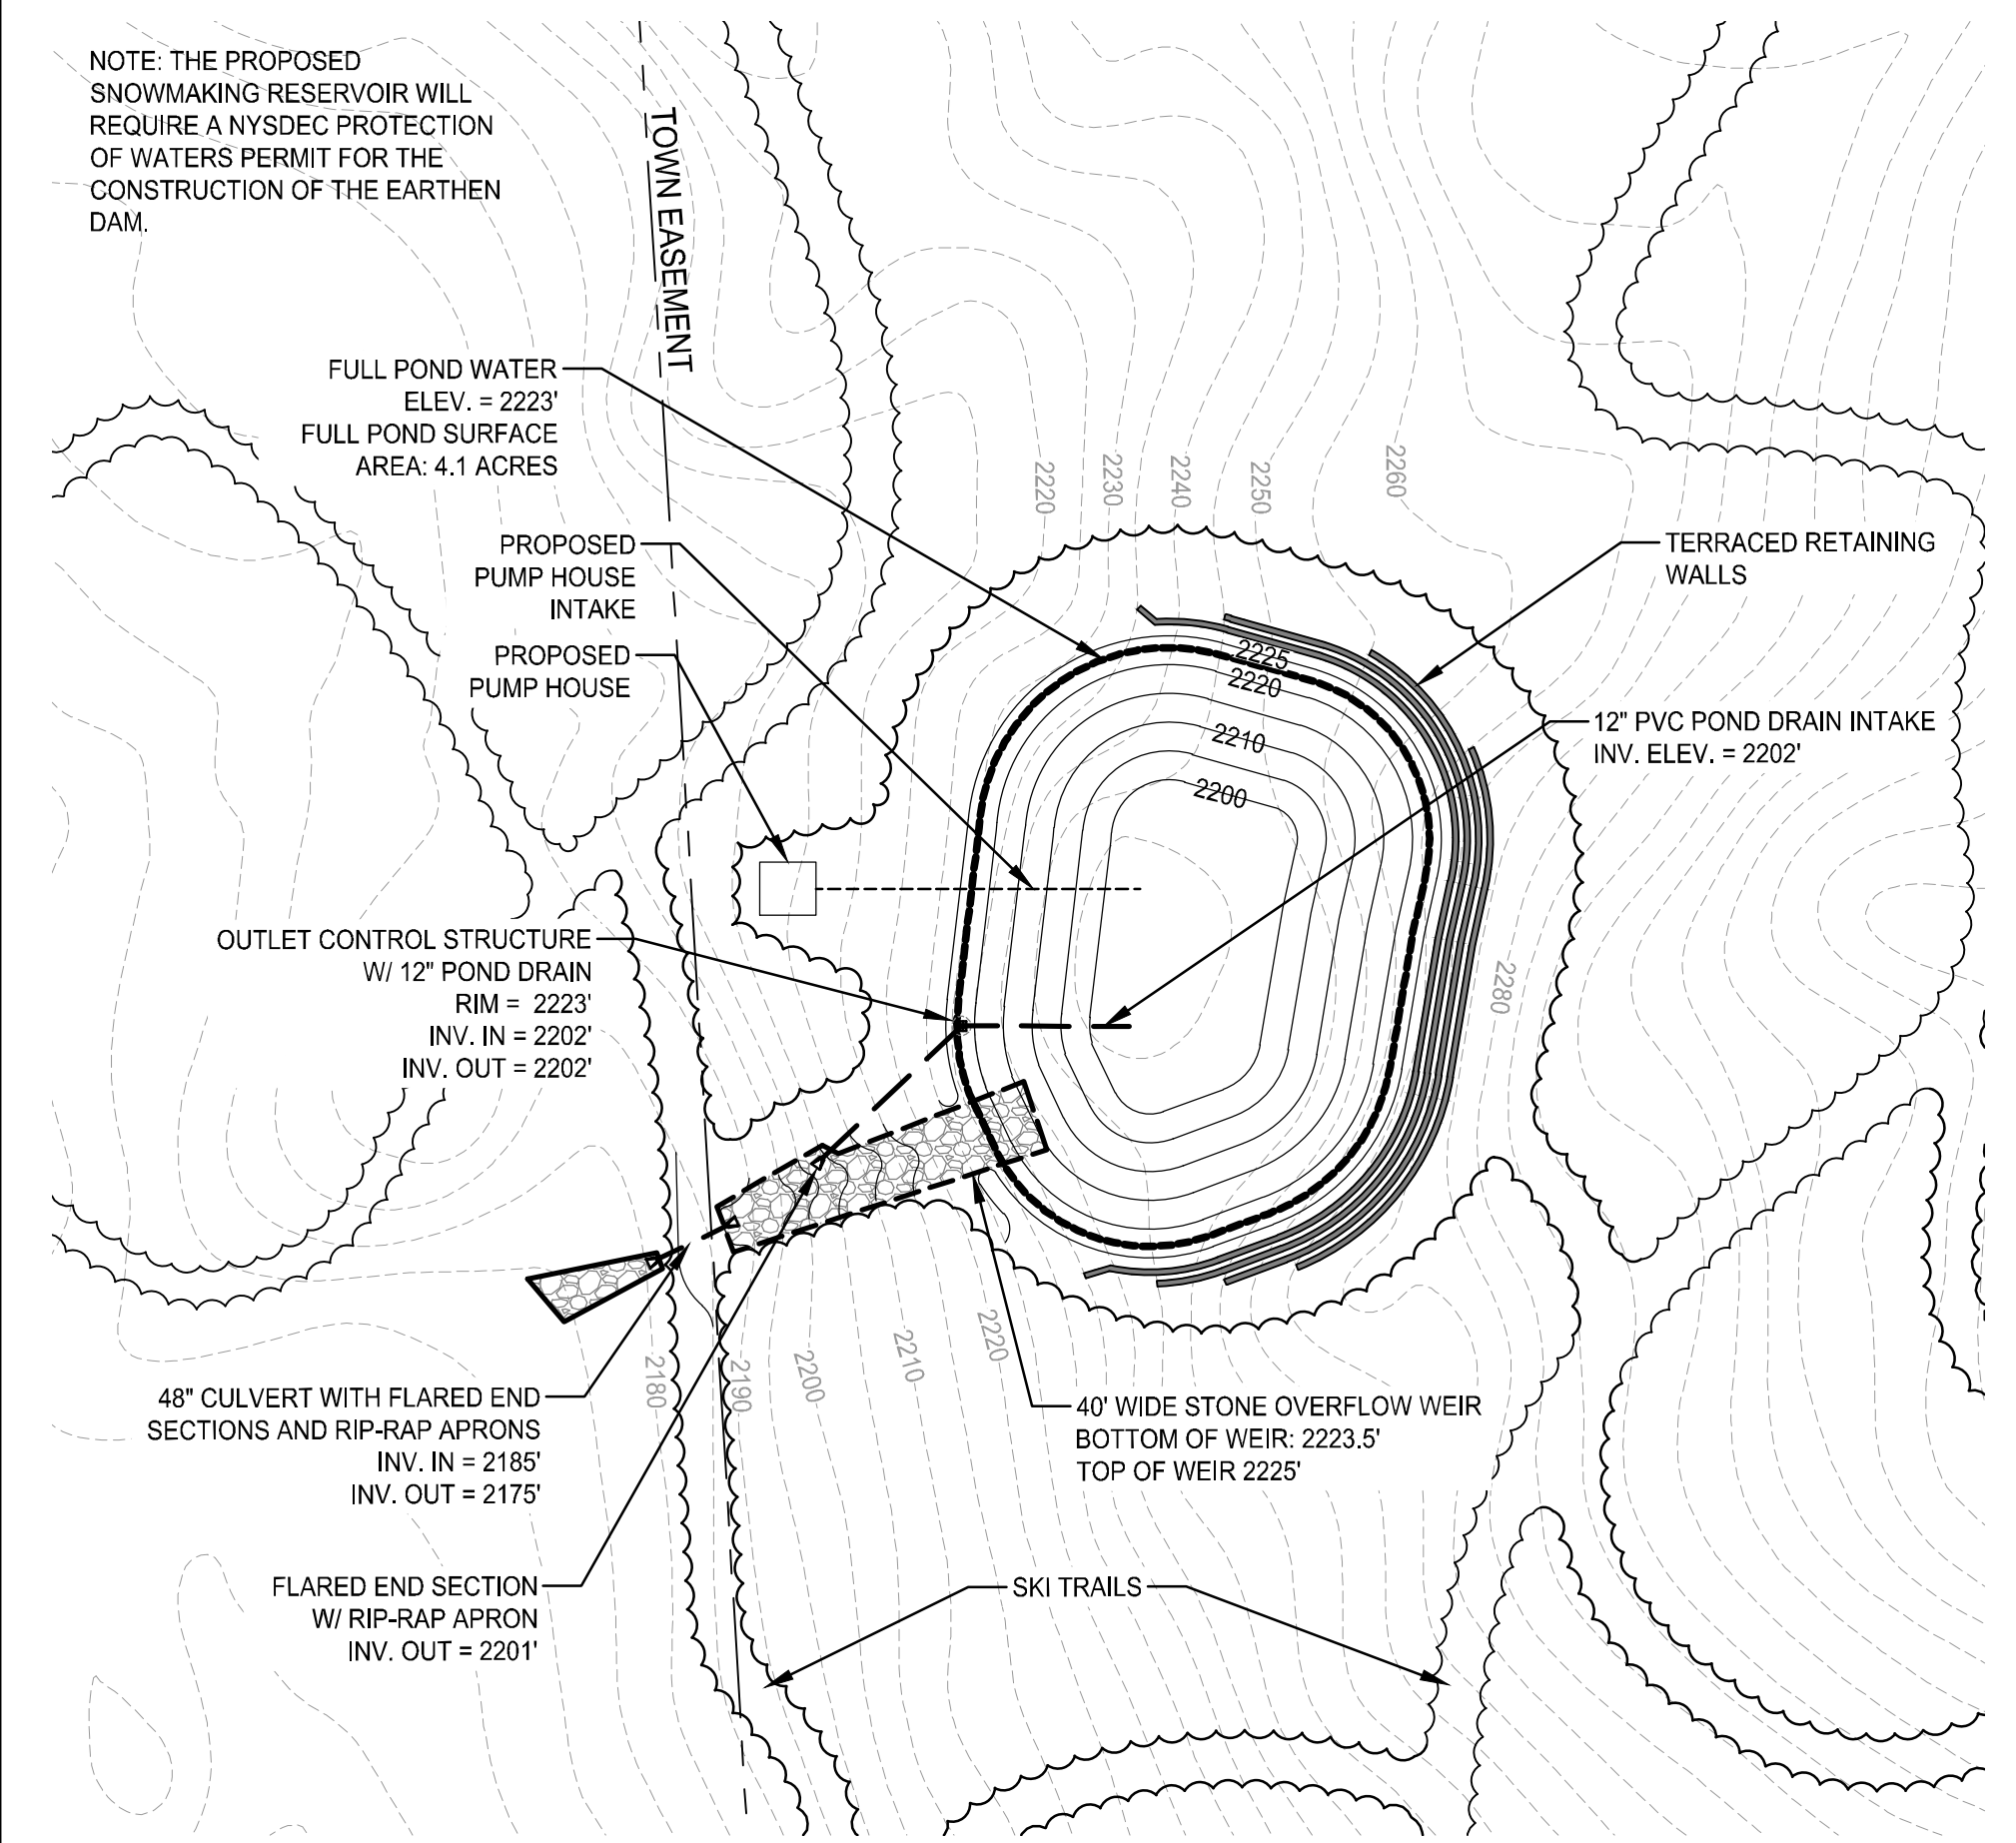 NOTE: THE PROPOSED
SNOWMAKING RESERVOIR WILL
REQUIRE A NYSDEC PROTECTION
OF WATERS PERMIT FOR THE
CONSTRUCTION OF THE EARTHEN
DAM.
TOWN EASEMENT
FULL POND WATER
ELEV. = 2223'
FULL POND SURFACE
AREA: 4.1 ACRES
2220
2230
2240
2250
2260
PROPOSED
PUMP HOUSE
INTAKE
TERRACED RETAINING
WALLS
PROPOSED
PUMP HOUSE
2225
2220
2210
2200
12" PVC POND DRAIN INTAKE
INV. ELEV. = 2202'
OUTLET CONTROL STRUCTURE
W/ 12" POND DRAIN
RIM = 2223'
INV. IN = 2202'
INV. OUT = 2202'
2280
2180
2190
2200
2210
2220
48" CULVERT WITH FLARED END
SECTIONS AND RIP-RAP APRONS
INV. IN = 2185'
INV. OUT = 2175'
40' WIDE STONE OVERFLOW WEIR
BOTTOM OF WEIR: 2223.5'
TOP OF WEIR 2225'
FLARED END SECTION
W/ RIP-RAP APRON
INV. OUT = 2201'
SKI TRAILS